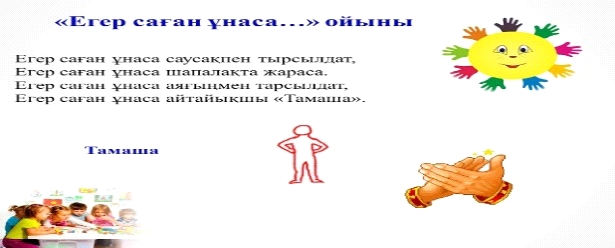 «Егер саған ұнаса…» ойыны
Егер саған ұнаса саусақпен тырсылдат,
Егер саған ұнаса шапалақта жараса.
Егер саған ұнаса аяғыңмен тарсылдат,
Егер саған ұнаса айтайықшы «Тамаша».
Тамаша